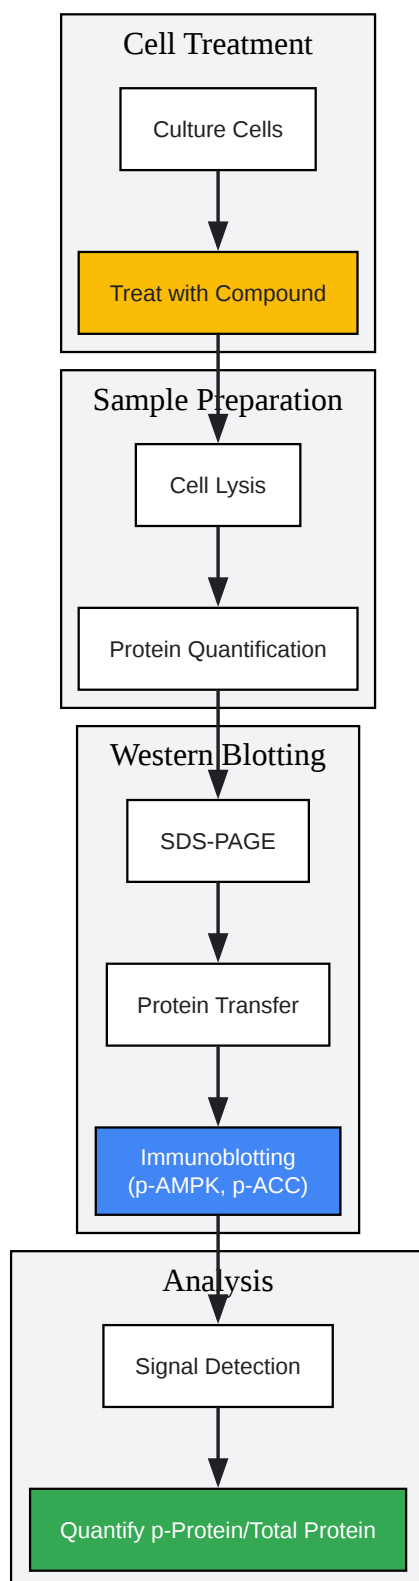 Cell Treatment
Culture Cells
Treat with Compound
Sample Preparation
Cell Lysis
Protein Quantification
Western Blotting
SDS-PAGE
Protein Transfer
Immunoblotting
(p-AMPK, p-ACC)
Analysis
Signal Detection
Quantify p-Protein/Total Protein